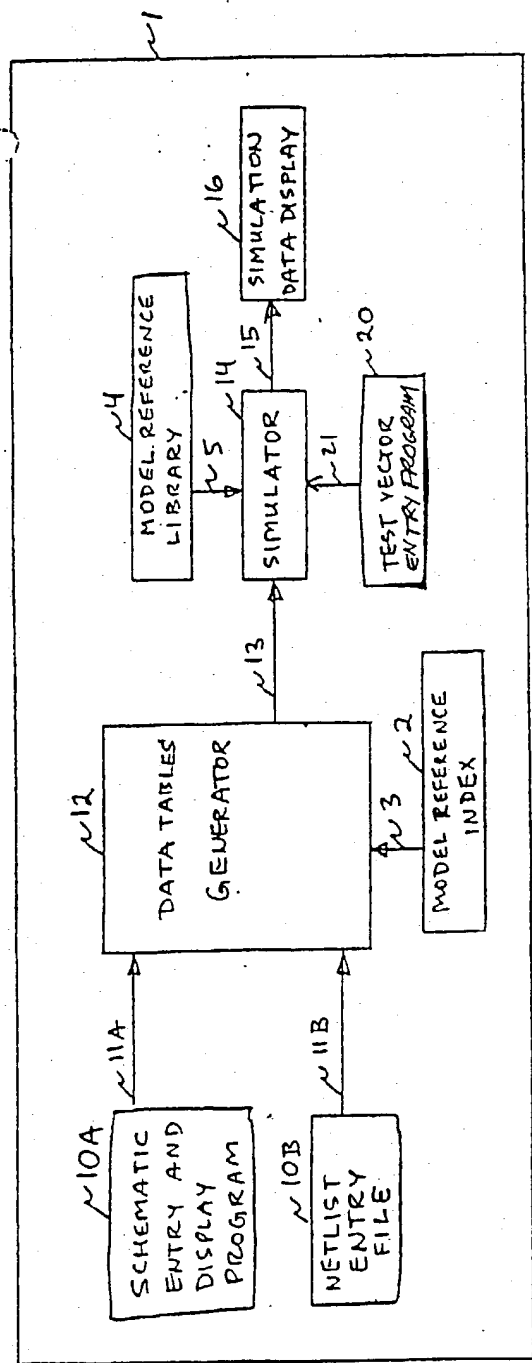 1
10A
SCHEMATIC
ENTRY AND
DISPLAY
PROGRAM
11A
10B
NETLIST
ENTRY
FILE
11B
12
DATA TABLES
GENERATOR
3
2
MODEL REFERENCE
INDEX
13
4
MODEL REFERENCE
LIBRARY
5
14
SIMULATOR
21
20
TEST VECTOR
ENTRY PROGRAM
15
16
SIMULATION
DATA DISPLAY